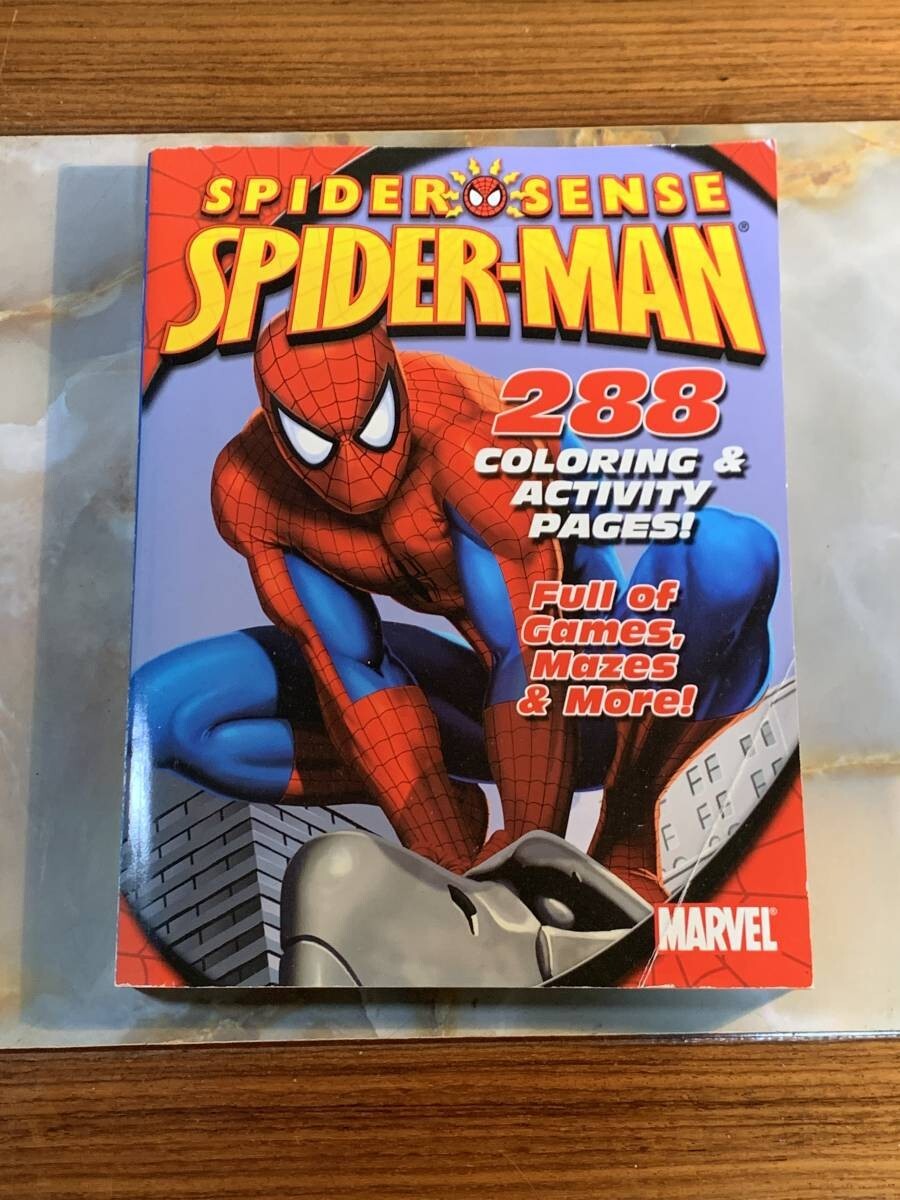 SPIDER SENSE
SPIDER-MAN®
288
COLORING &
ACTIVITY
PAGES!
Full of
Games,
Mazes
& More!
MARVEL®